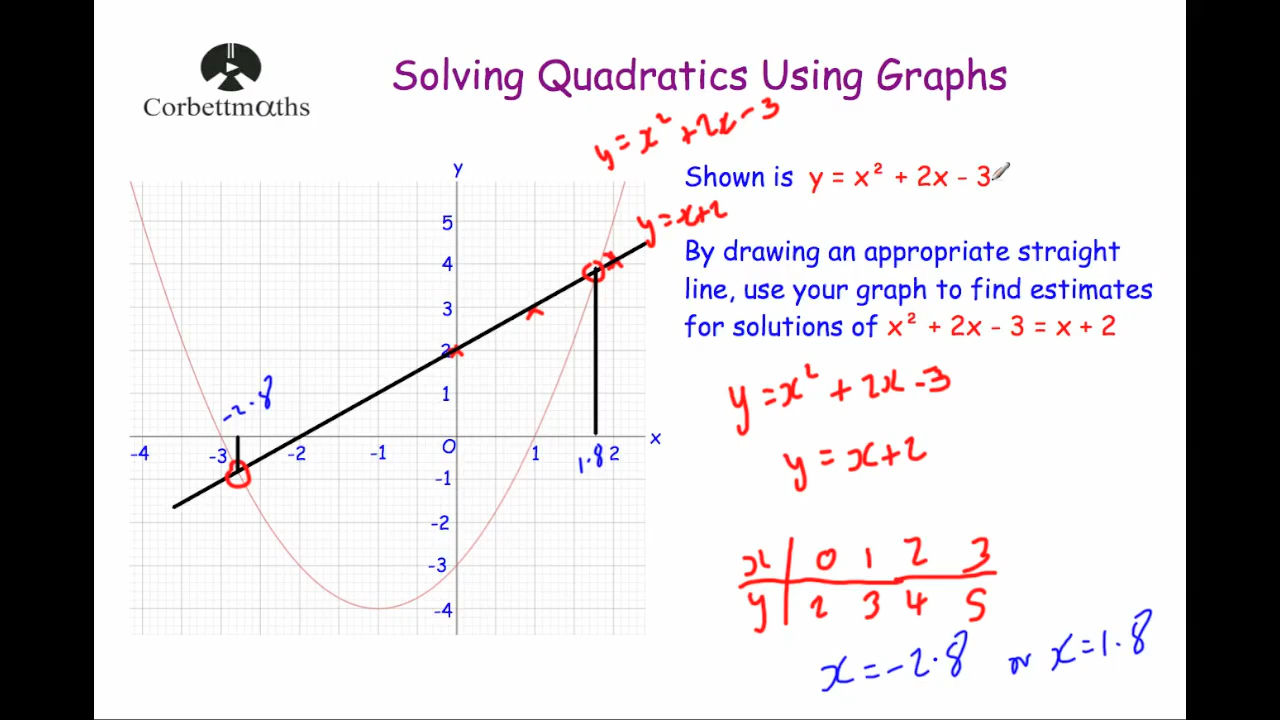 Corbettmαths
Solving Quadratics Using Graphs
y = x² + 2x - 3
Shown is y = x² + 2x - 3
y = x+2
By drawing an appropriate straight
line, use your graph to find estimates
for solutions of x² + 2x - 3 = x + 2
y
5
4
3
2
1
-2.8
-4 -3 -2 -1 O 1 1.8 2 x
-1
-2
-3
-4
y = x² + 2x - 3
y = x + 2
x 0 1 2 3
y 2 3 4 5
x = -2.8 or x = 1.8